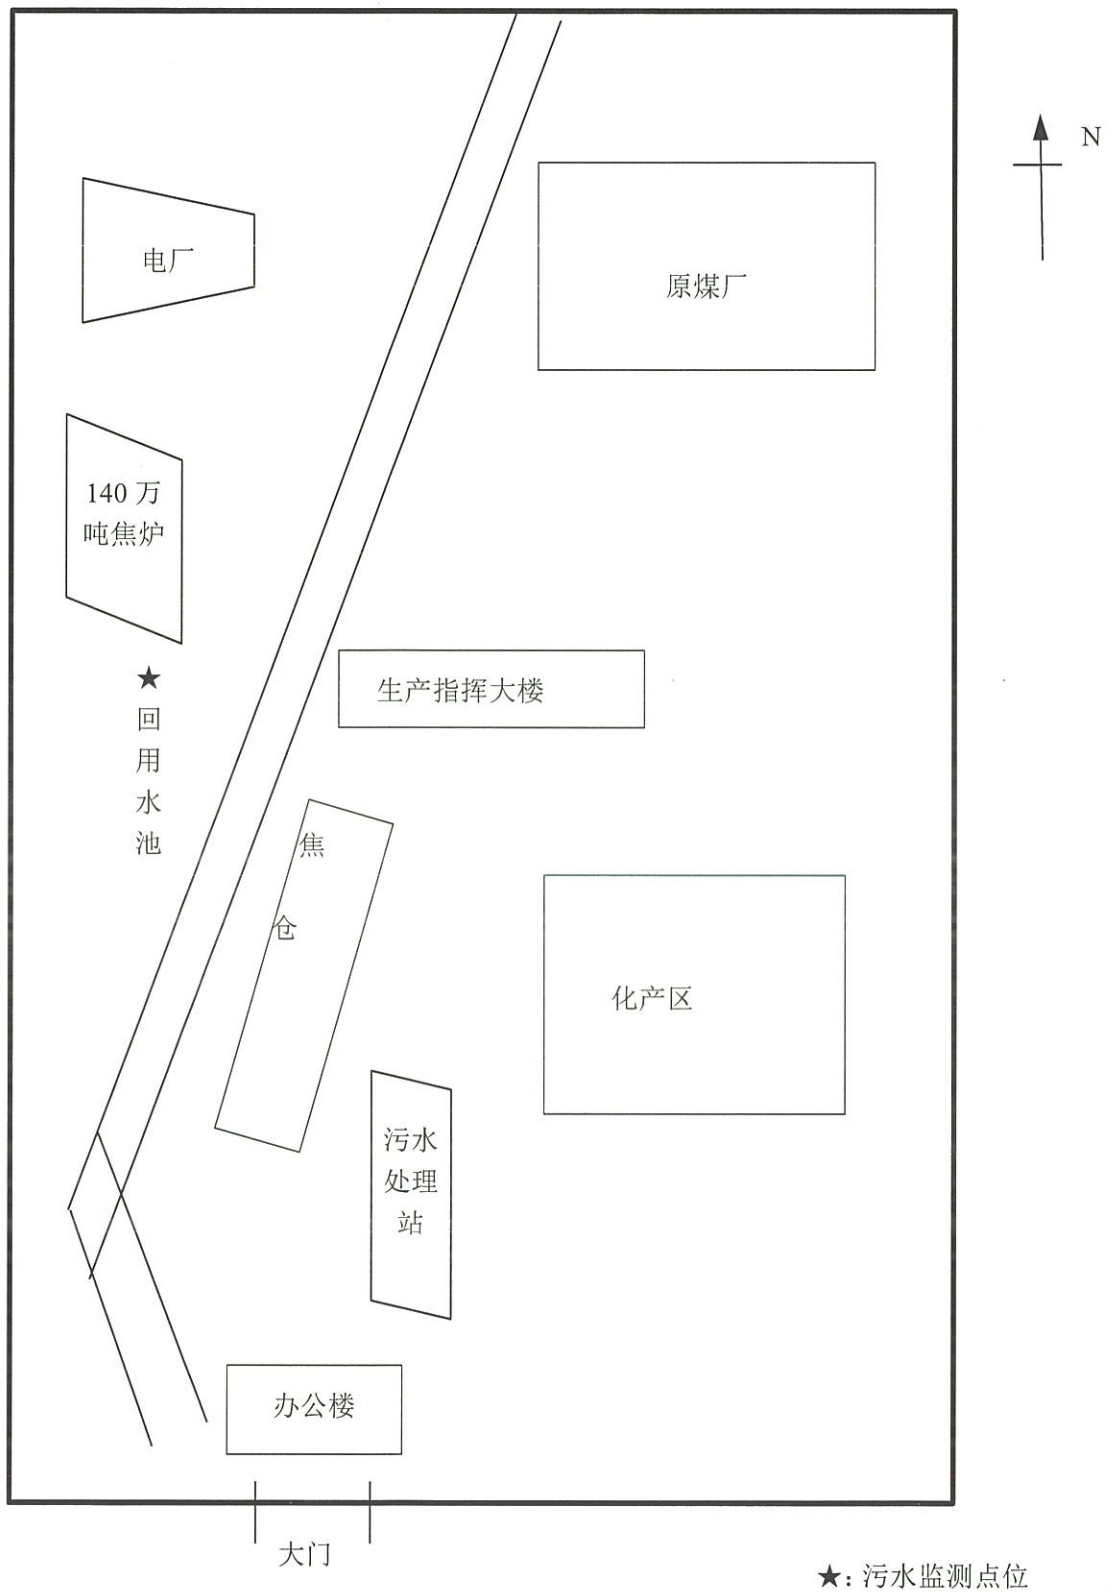 N
电厂
原煤厂
140 万
吨焦炉
生产指挥大楼
★
回
用
水
池
焦
仓
化产区
污水
处理
站
办公楼
大门
★: 污水监测点位